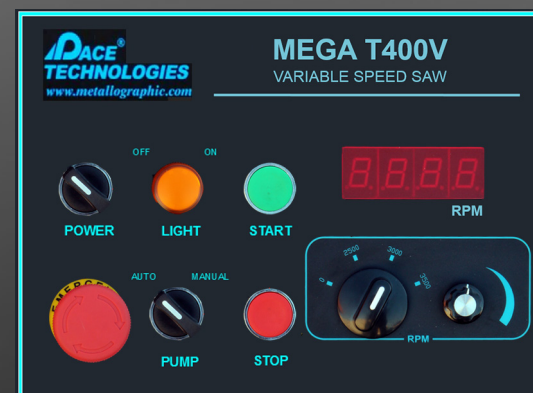 PACE®
TECHNOLOGIES
www.metallographic.com
MEGA T400V
VARIABLE SPEED SAW
OFF ON
POWER LIGHT START
8.8.8.8.
RPM
0 2500 3000 3500
RPM
EMERGE
AUTO MANUAL
PUMP STOP